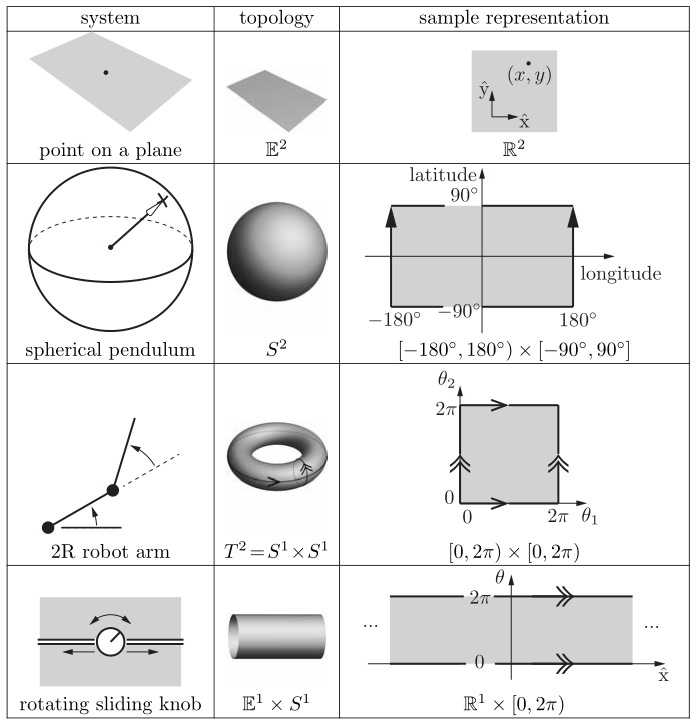 system topology sample representation
(x, y)
ŷ
x̂
point on a plane 𝔼² ℝ²
latitude
90°
longitude
−90°
−180° 180°
spherical pendulum S² [−180°, 180°) × [−90°, 90°]
θ₂
2π
0
0 2π θ₁
2R robot arm T² = S¹ × S¹ [0, 2π) × [0, 2π)
θ
2π
... ...
0
x̂
rotating sliding knob 𝔼¹ × S¹ ℝ¹ × [0, 2π)